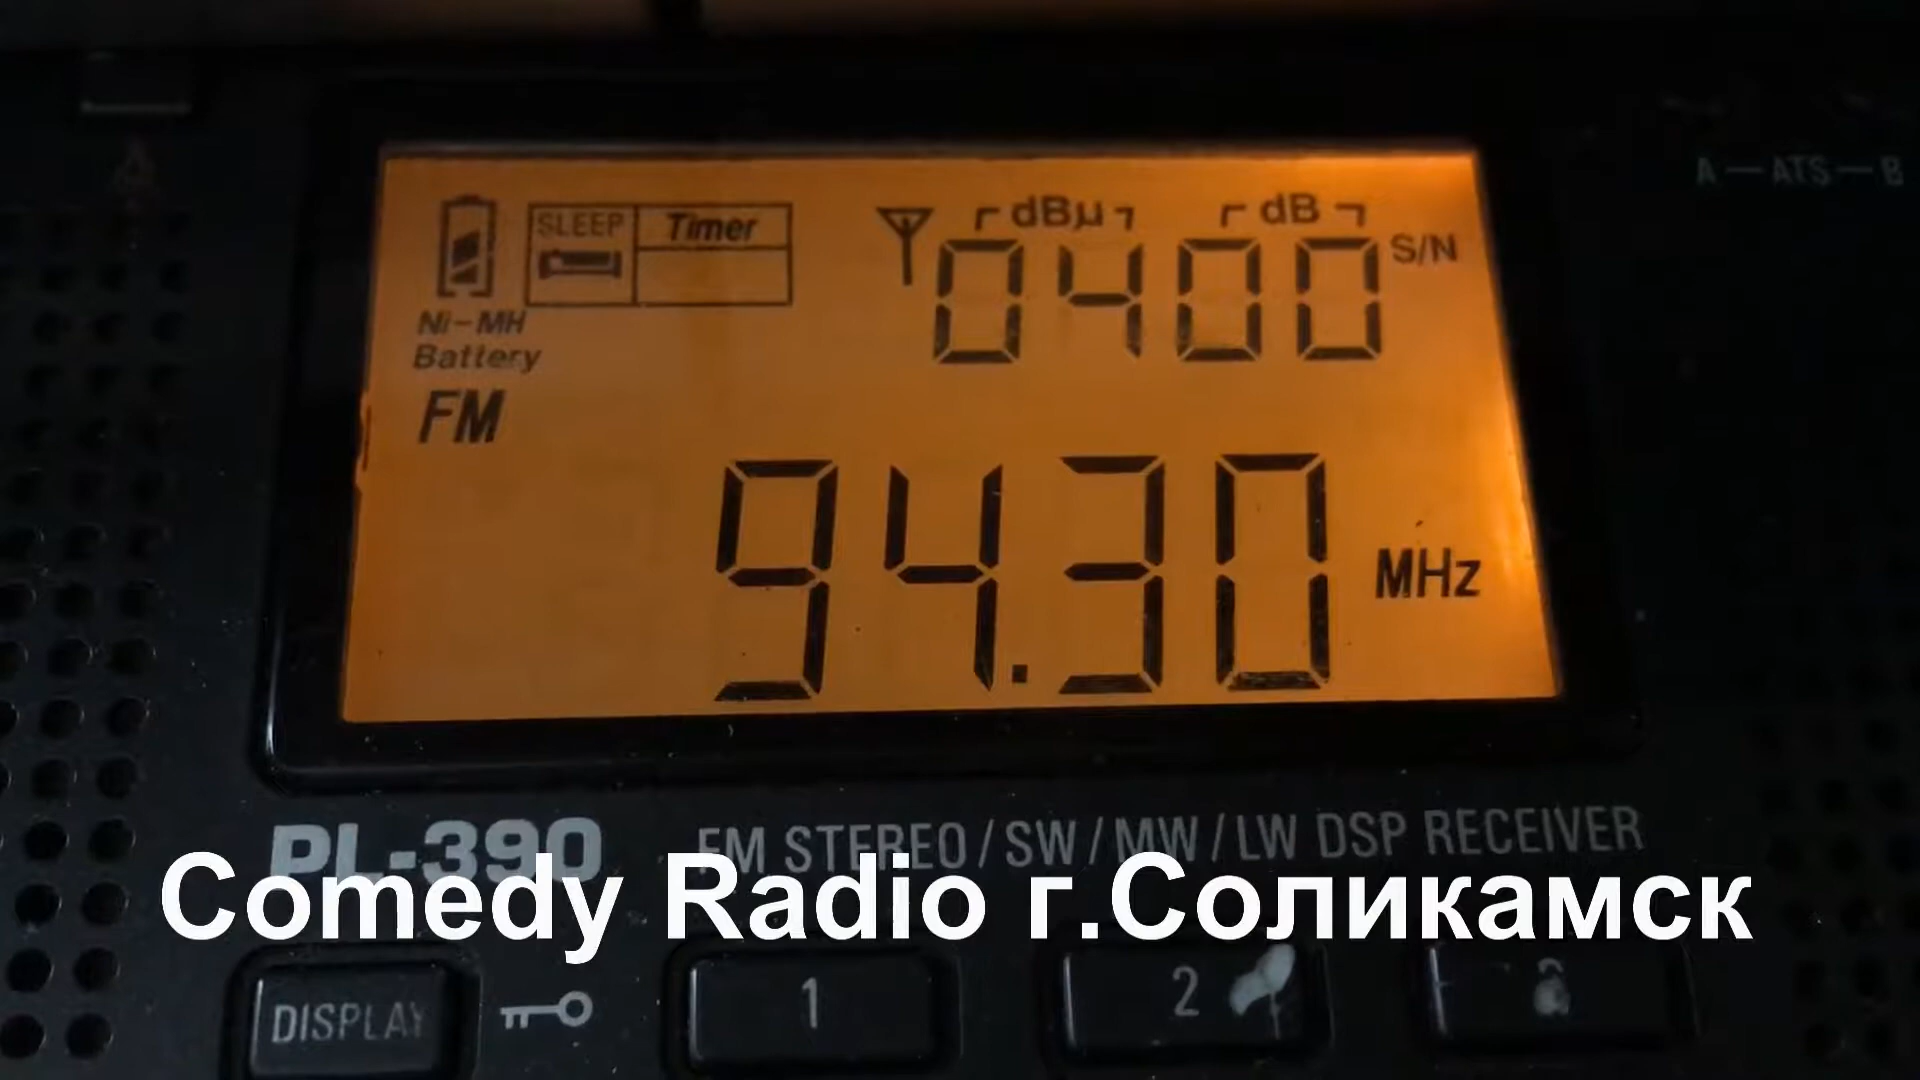 A—ATS—B
SLEEP Timer dBµ dB
0400 S/N
Ni-MH
Battery
FM
94.30 MHz
PL-390 FM STEREO/SW/MW/LW DSP RECEIVER
Comedy Radio г.Соликамск
DISPLAY 1 2